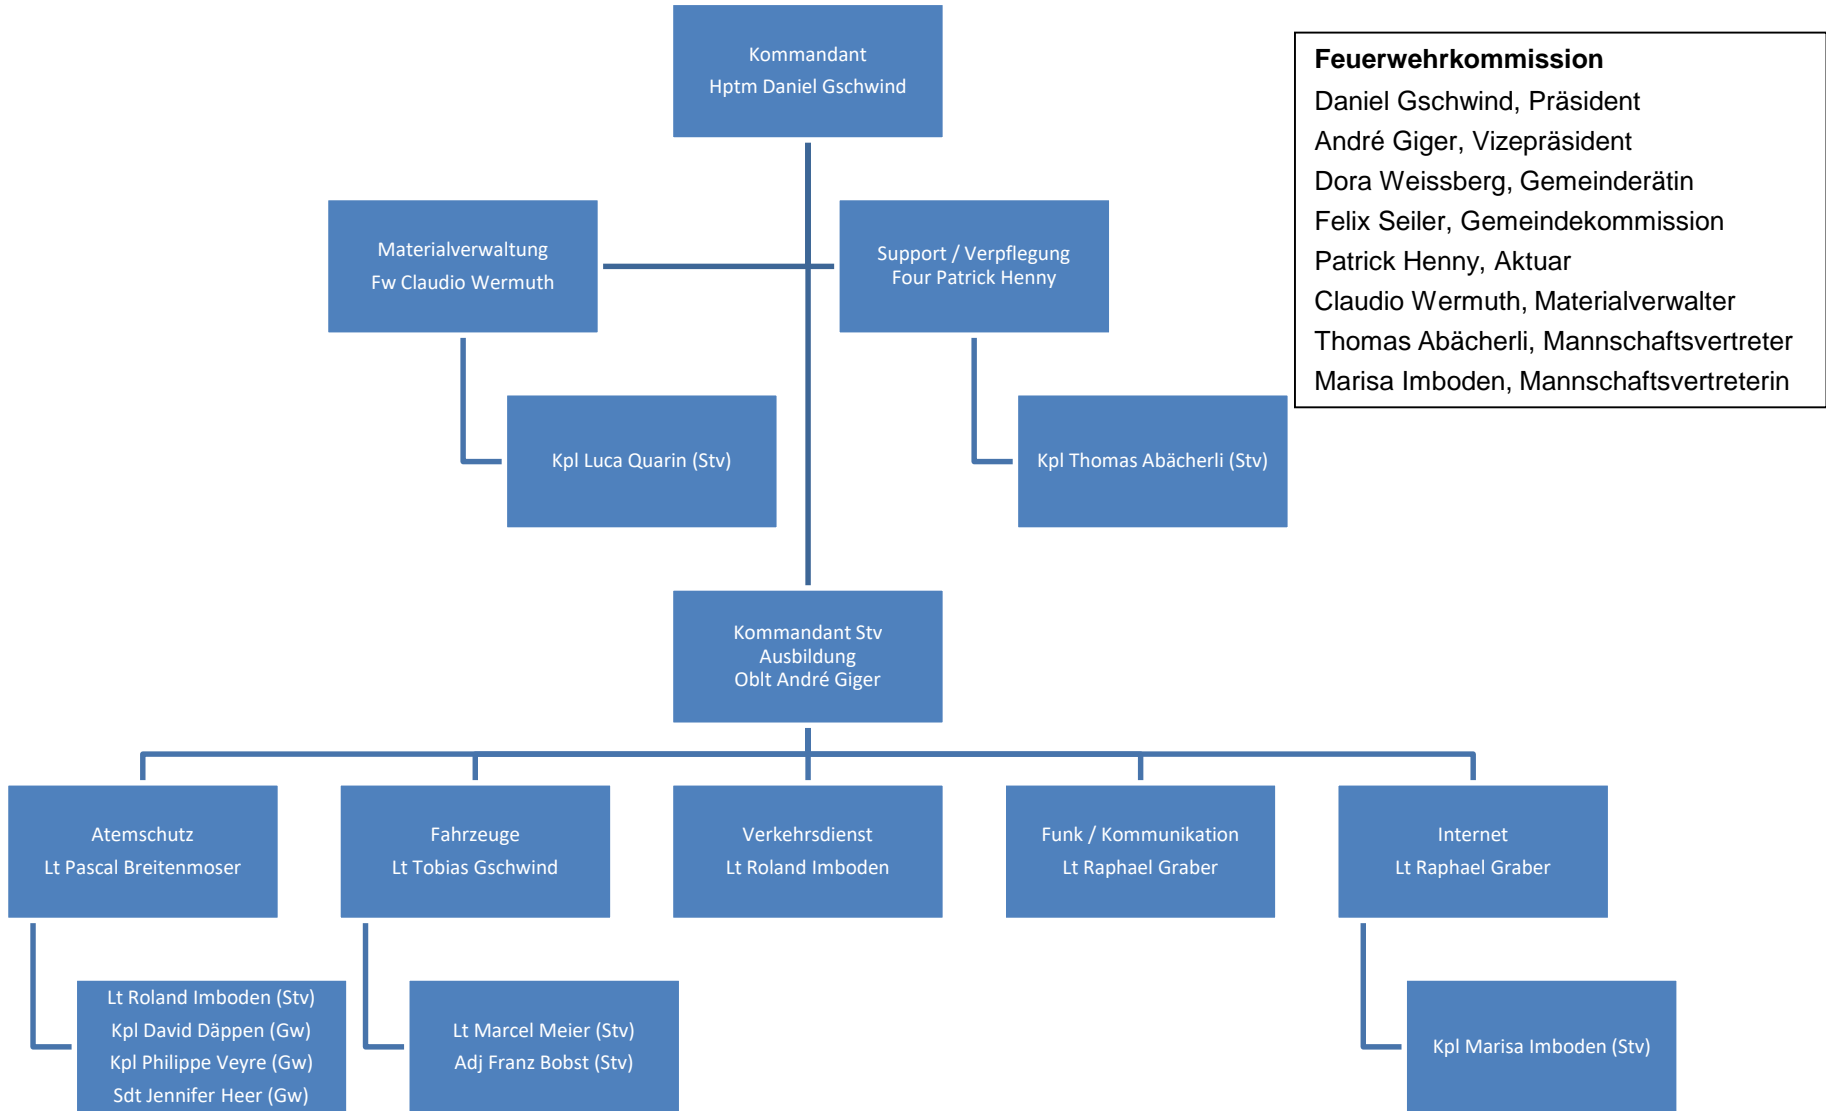 Kommandant
Hptm Daniel Gschwind
Feuerwehrkommission
Daniel Gschwind, Präsident
André Giger, Vizepräsident
Dora Weissberg, Gemeinderätin
Felix Seiler, Gemeindekommission
Patrick Henny, Aktuar
Claudio Wermuth, Materialverwalter
Thomas Abächerli, Mannschaftsvertreter
Marisa Imboden, Mannschaftsvertreterin
Materialverwaltung
Fw Claudio Wermuth
Support / Verpflegung
Four Patrick Henny
Kpl Luca Quarin (Stv)
Kpl Thomas Abächerli (Stv)
Kommandant Stv
Ausbildung
Oblt André Giger
Atemschutz
Lt Pascal Breitenmoser
Fahrzeuge
Lt Tobias Gschwind
Verkehrsdienst
Lt Roland Imboden
Funk / Kommunikation
Lt Raphael Graber
Internet
Lt Raphael Graber
Lt Roland Imboden (Stv)
Kpl David Däppen (Gw)
Kpl Philippe Veyre (Gw)
Sdt Jennifer Heer (Gw)
Lt Marcel Meier (Stv)
Adj Franz Bobst (Stv)
Kpl Marisa Imboden (Stv)